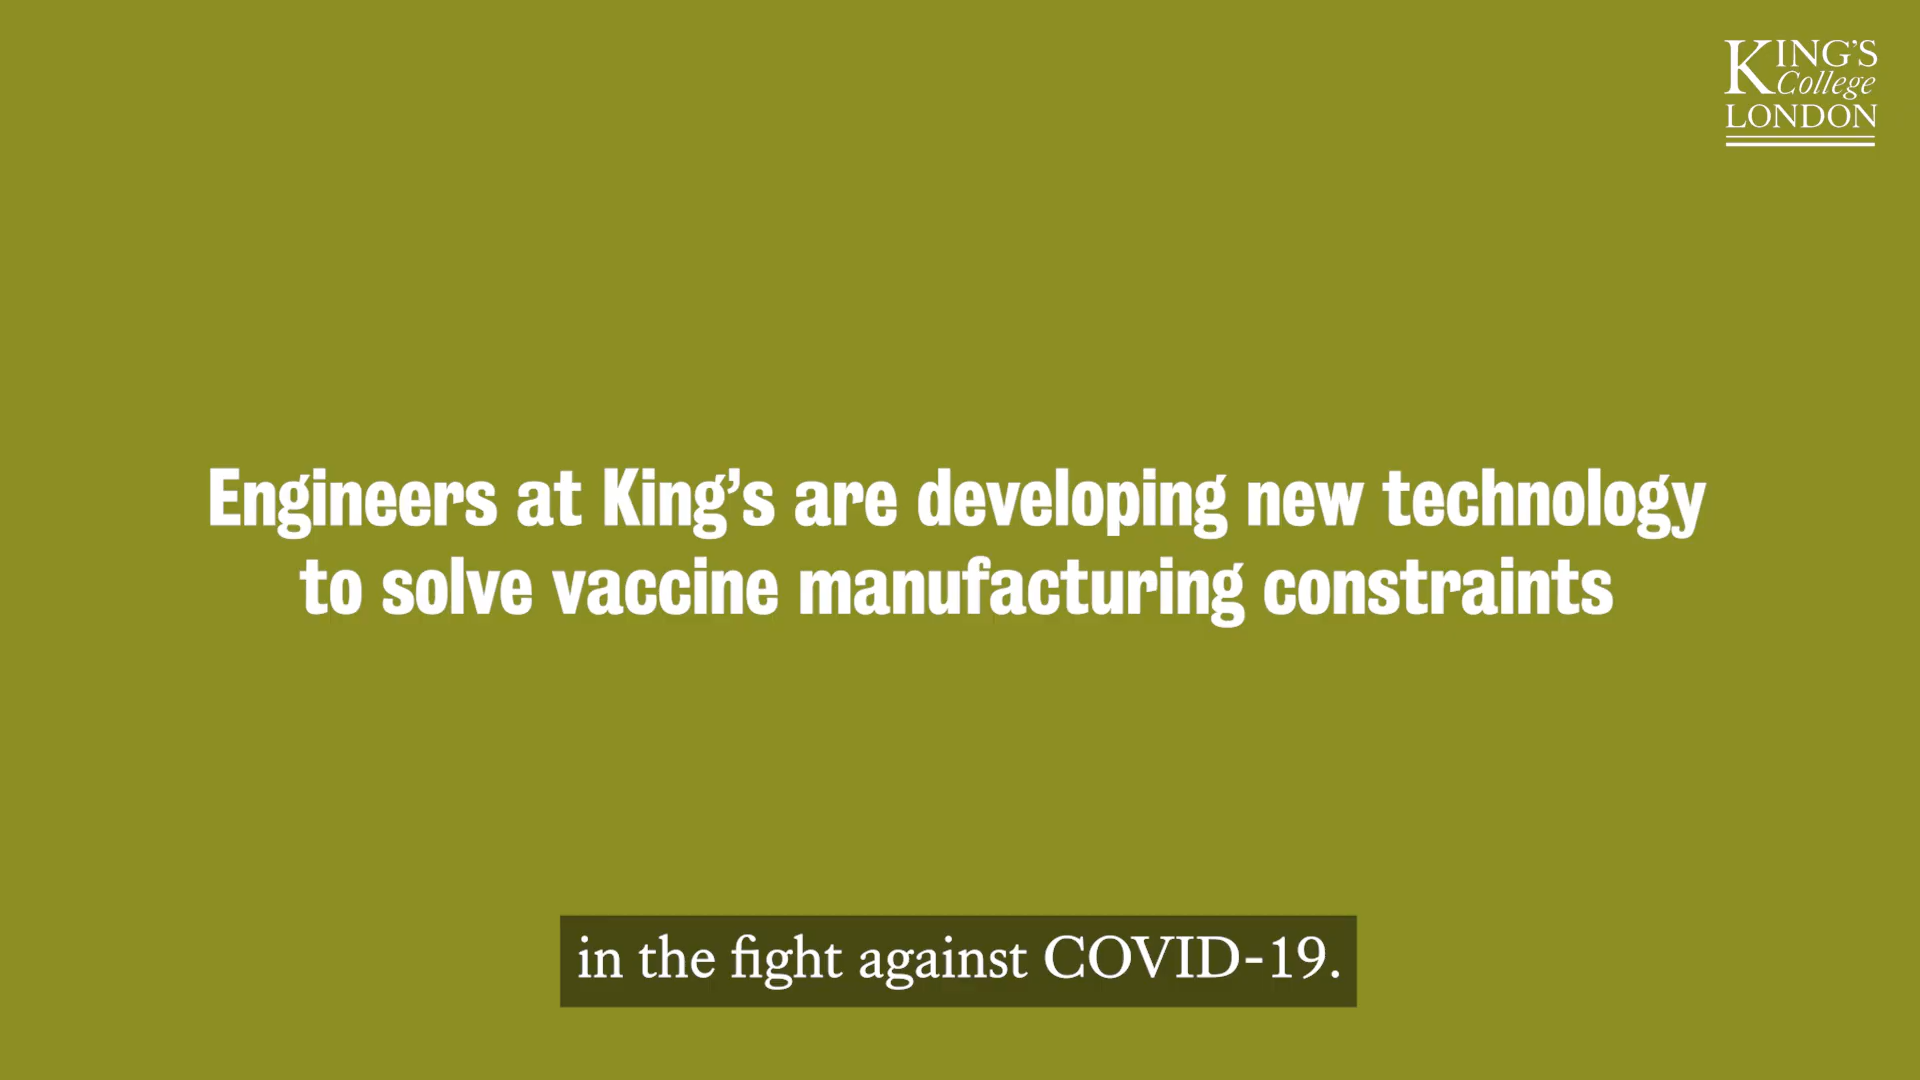 KING'S
College
LONDON
Engineers at King’s are developing new technology
to solve vaccine manufacturing constraints
in the fight against COVID-19.